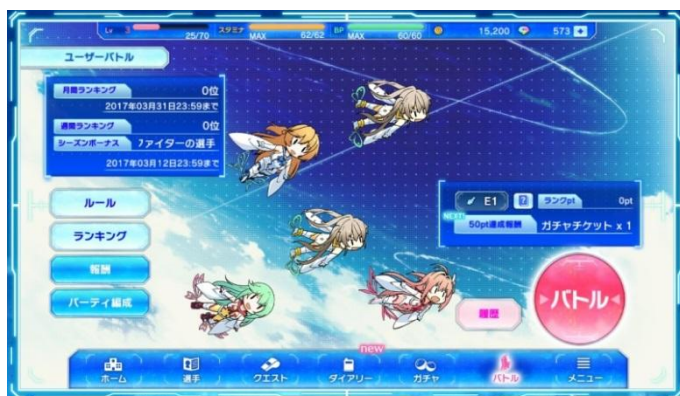 Lv 3
25/70
スタミナ MAX 62/62
BP MAX 60/60
15,200
573
ユーザーバトル
月間ランキング 0位
2017年03月31日23:59まで
週間ランキング 0位
シーズンボーナス ファイターの選手
2017年03月12日23:59まで
ルール
ランキング
報酬
パーティ編成
E1 ? ランクpt 0pt
NEXT
50pt達成報酬 ガチャチケット x 1
バトル
履歴
new
ホーム
選手
クエスト
ダイアリー
ガチャ
バトル
メニュー